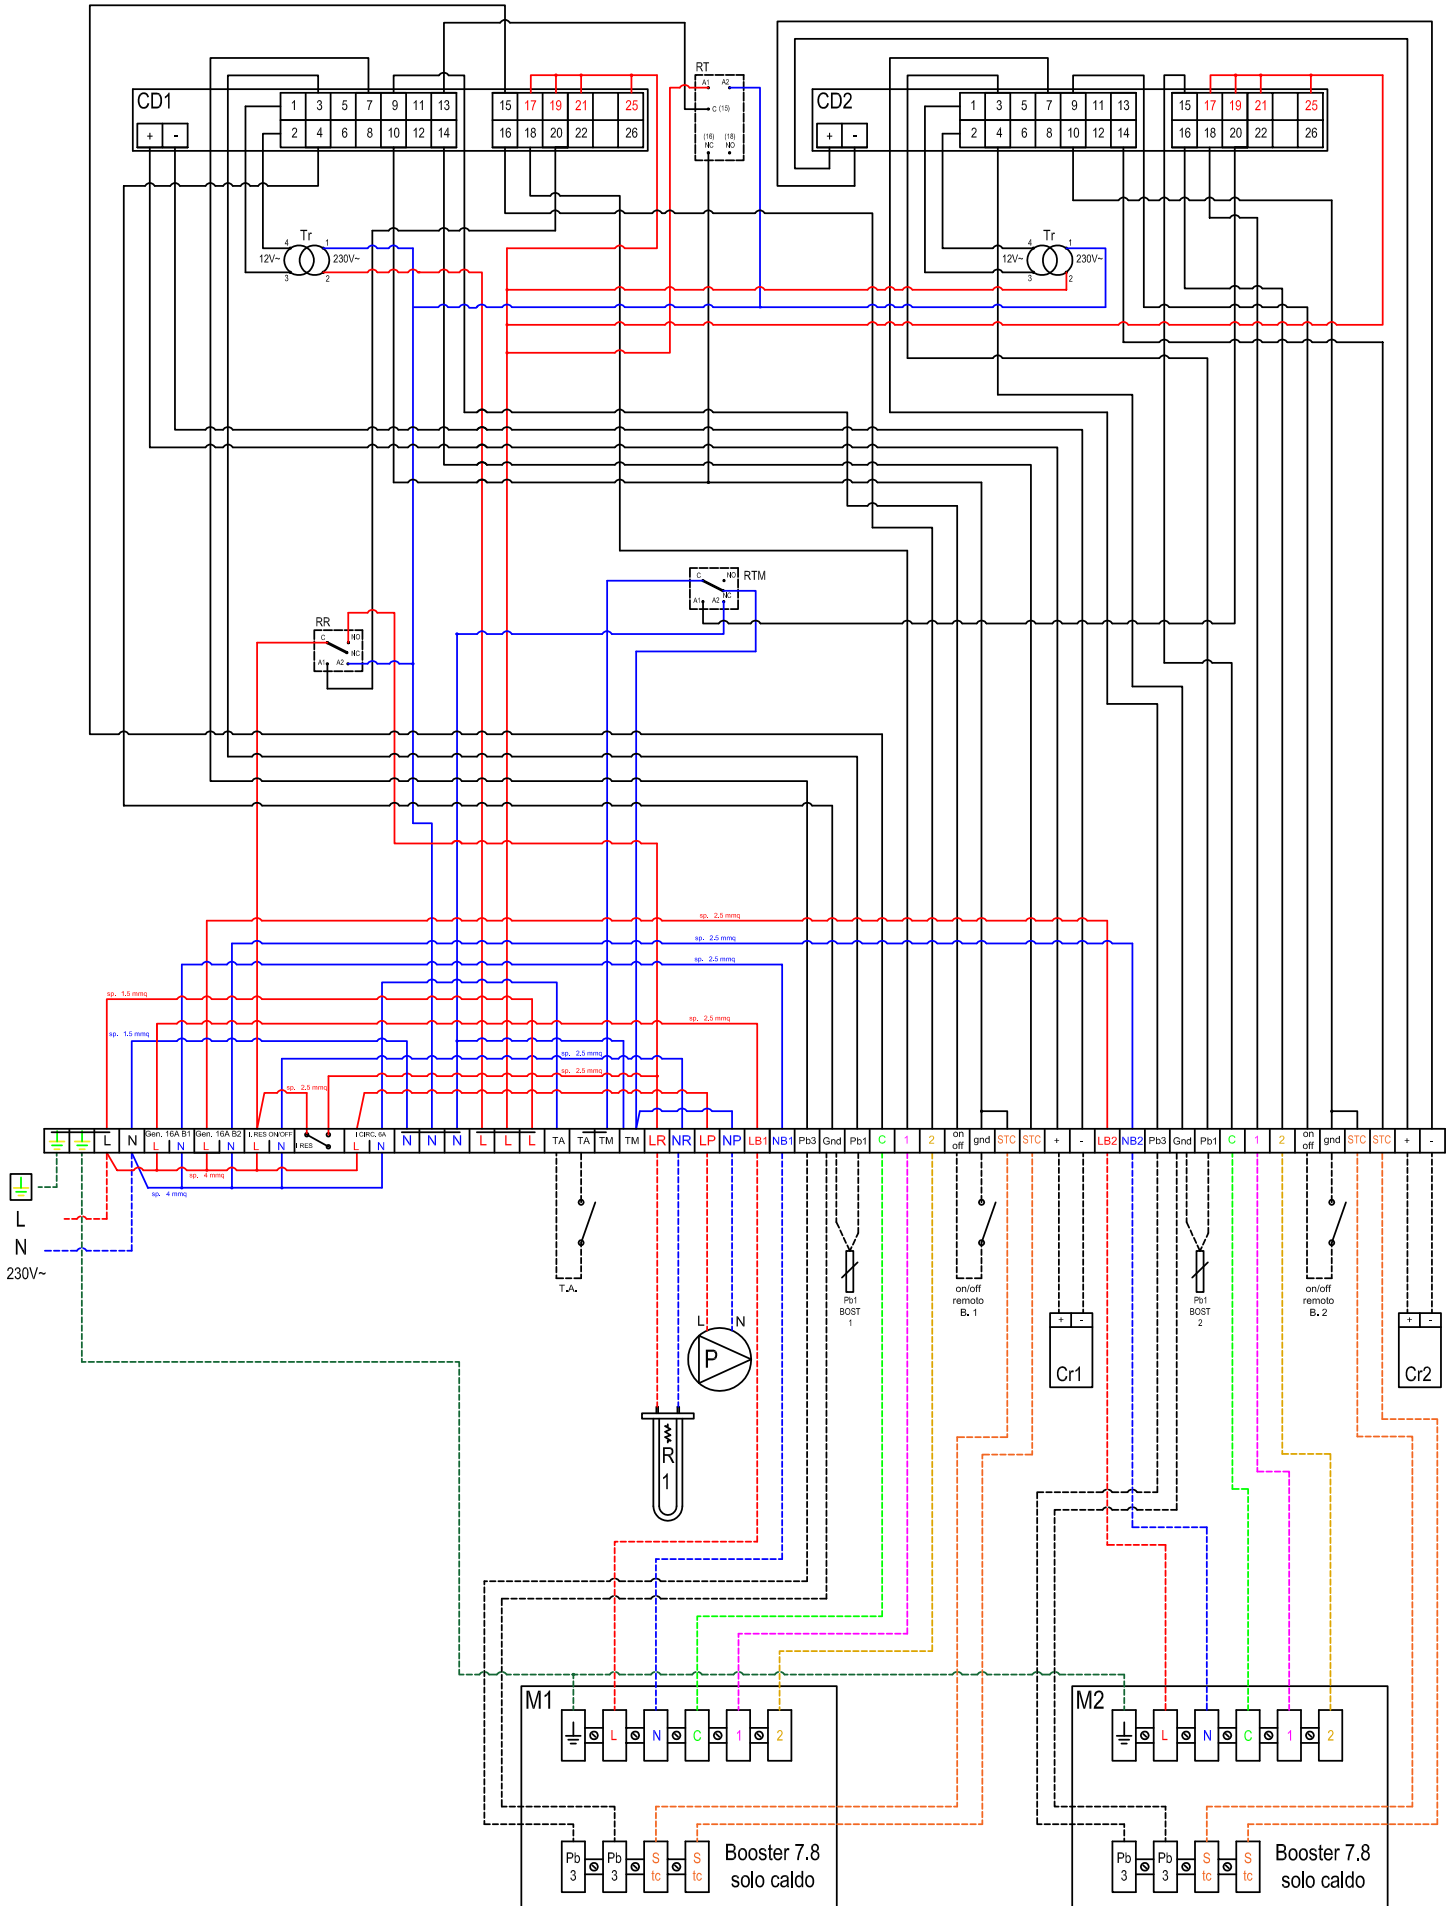 RT
A1 A2
C (15)
(16) (18)
NC NO
CD1
+ -
1 3 5 7 9 11 13
2 4 6 8 10 12 14
15 17 19 21 25
16 18 20 22 26
CD2
+ -
1 3 5 7 9 11 13
2 4 6 8 10 12 14
15 17 19 21 25
16 18 20 22 26
Tr
4 1
12V~ 230V~
3 2
Tr
4 1
12V~ 230V~
3 2
RTM
C NO
NC
A1 A2
RR
C NO
NC
A1 A2
sp. 2.5 mmq
sp. 2.5 mmq
sp. 2.5 mmq
sp. 1.5 mmq
sp. 2.5 mmq
sp. 1.5 mmq
sp. 2.5 mmq
sp. 2.5 mmq
sp. 2.5 mmq
L N Gen. 16A B1 Gen. 16A B2 I. RES ON/OFF I RES I CIRC. 6A
L N L N L N L N
N N N L L L TA TA TM TM LR NR LP NP LB1 NB1 Pb3 Gnd Pb1 C 1 2 on off gnd STC STC + - LB2 NB2 Pb3 Gnd Pb1 C 1 2 on off gnd STC STC + -
sp. 4 mmq
sp. 4 mmq
L
N
230V~
T.A.
Pb1
BOST
1
on/off
remoto
B. 1
Pb1
BOST
2
on/off
remoto
B. 2
+ -
Cr1
+ -
Cr2
L N
P
R
1
M1
L N C 1 2
Pb 3 Pb 3 S tc S tc
Booster 7.8
solo caldo
M2
L N C 1 2
Pb 3 Pb 3 S tc S tc
Booster 7.8
solo caldo